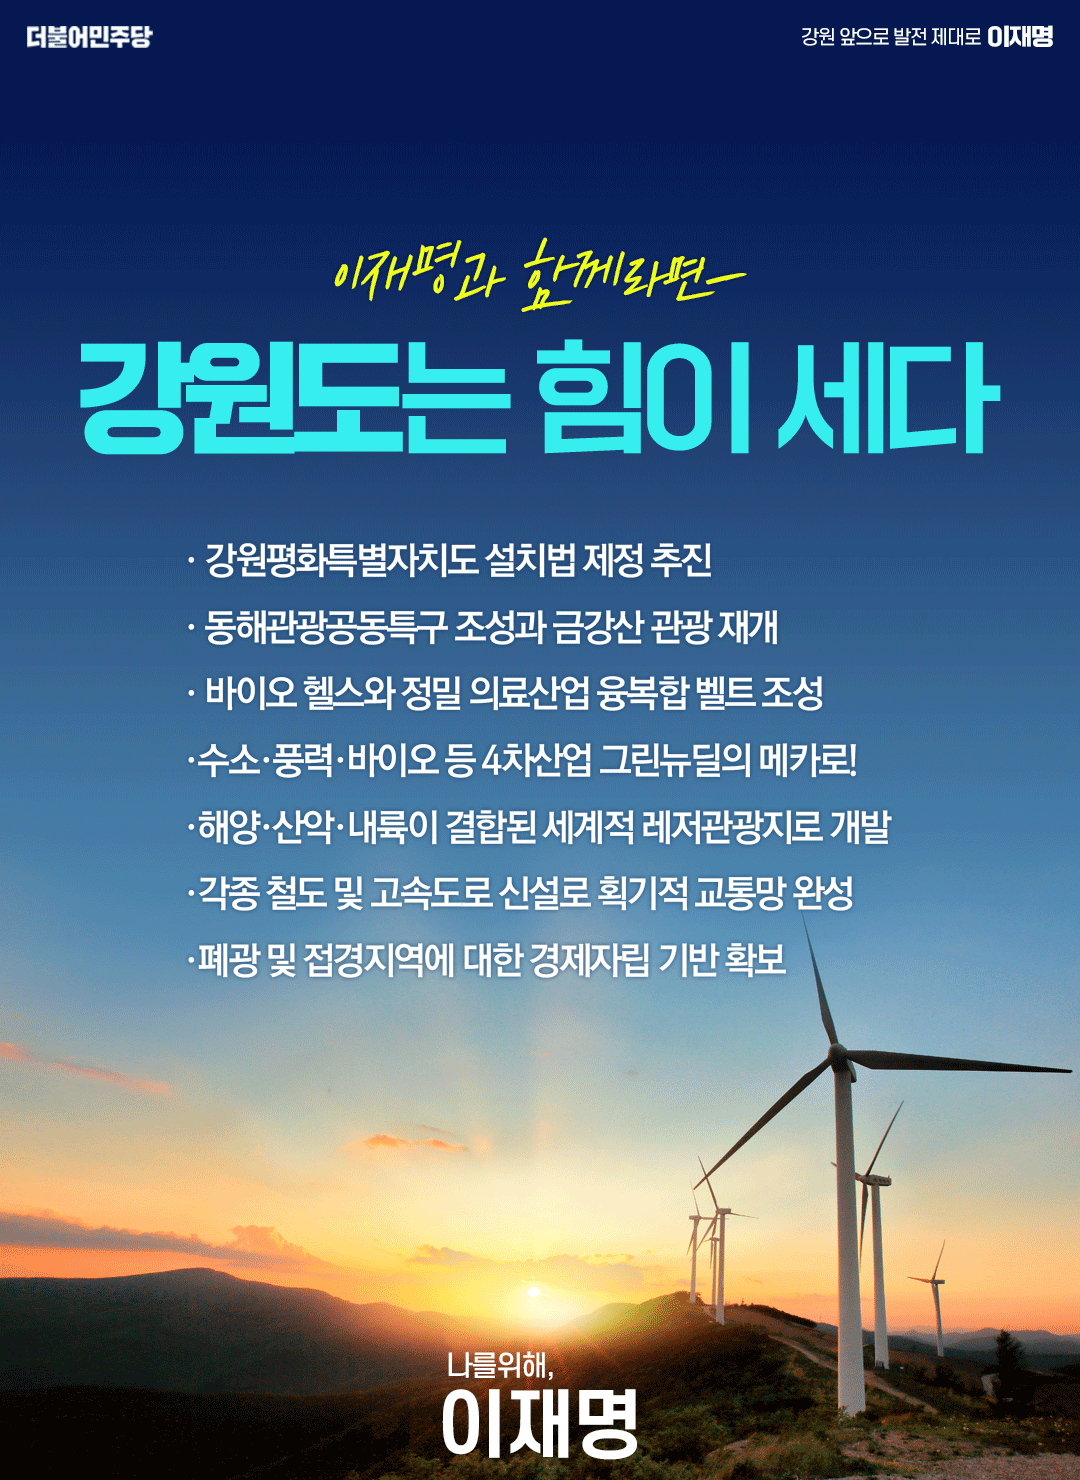 더불어민주당
강원 앞으로 발전 제대로 이재명
이재명과 함께라면
강원도는 힘이 세다
· 강원평화특별자치도 설치법 제정 추진
· 동해관광공동특구 조성과 금강산 관광 재개
· 바이오 헬스와 정밀 의료산업 융복합 벨트 조성
·수소·풍력·바이오 등 4차산업 그린뉴딜의 메카로!
·해양·산악·내륙이 결합된 세계적 레저관광지로 개발
·각종 철도 및 고속도로 신설로 획기적 교통망 완성
·폐광 및 접경지역에 대한 경제자립 기반 확보
나를위해,
이재명